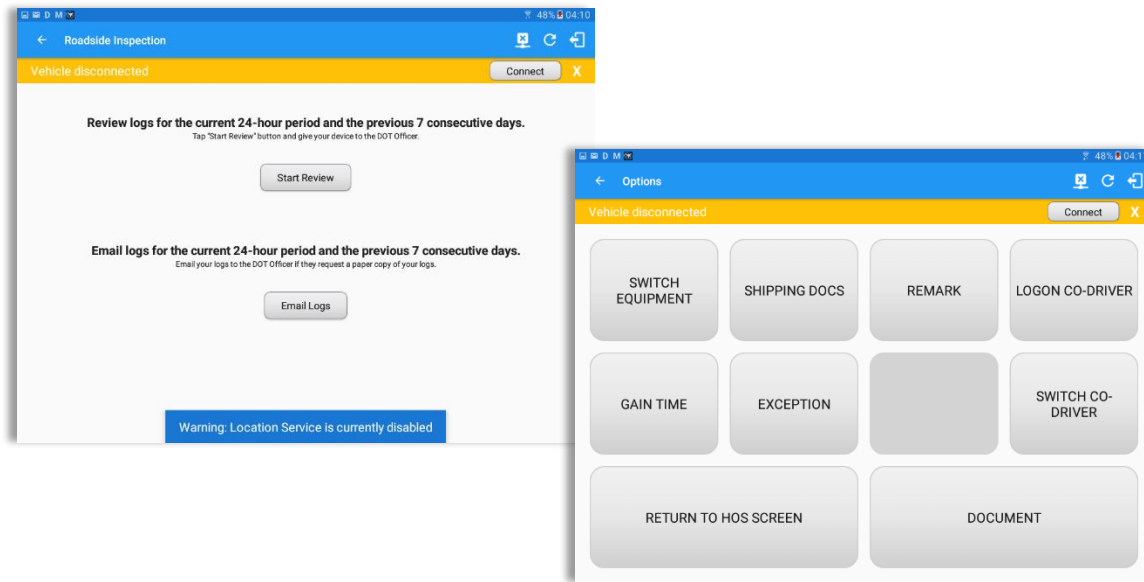 D M 48% 04:10
Roadside Inspection
Vehicle disconnected Connect X
Review logs for the current 24-hour period and the previous 7 consecutive days.
Tap "Start Review" button and give your device to the DOT Officer.
Start Review
Email logs for the current 24-hour period and the previous 7 consecutive days.
Email your logs to the DOT Officer if they request a paper copy of your logs.
Email Logs
Warning: Location Service is currently disabled
D M 48% 04:1
Options
Vehicle disconnected Connect X
SWITCH
EQUIPMENT
SHIPPING DOCS
REMARK
LOGON CO-DRIVER
GAIN TIME
EXCEPTION
SWITCH CO-
DRIVER
RETURN TO HOS SCREEN
DOCUMENT